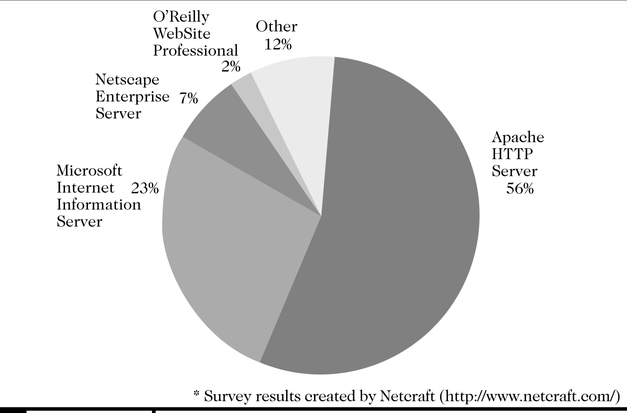 O’Reilly
WebSite
Professional
2%
Other
12%
Netscape
Enterprise 7%
Server
Apache
HTTP
Server
56%
Microsoft
Internet 23%
Information
Server
* Survey results created by Netcraft (http://www.netcraft.com/)